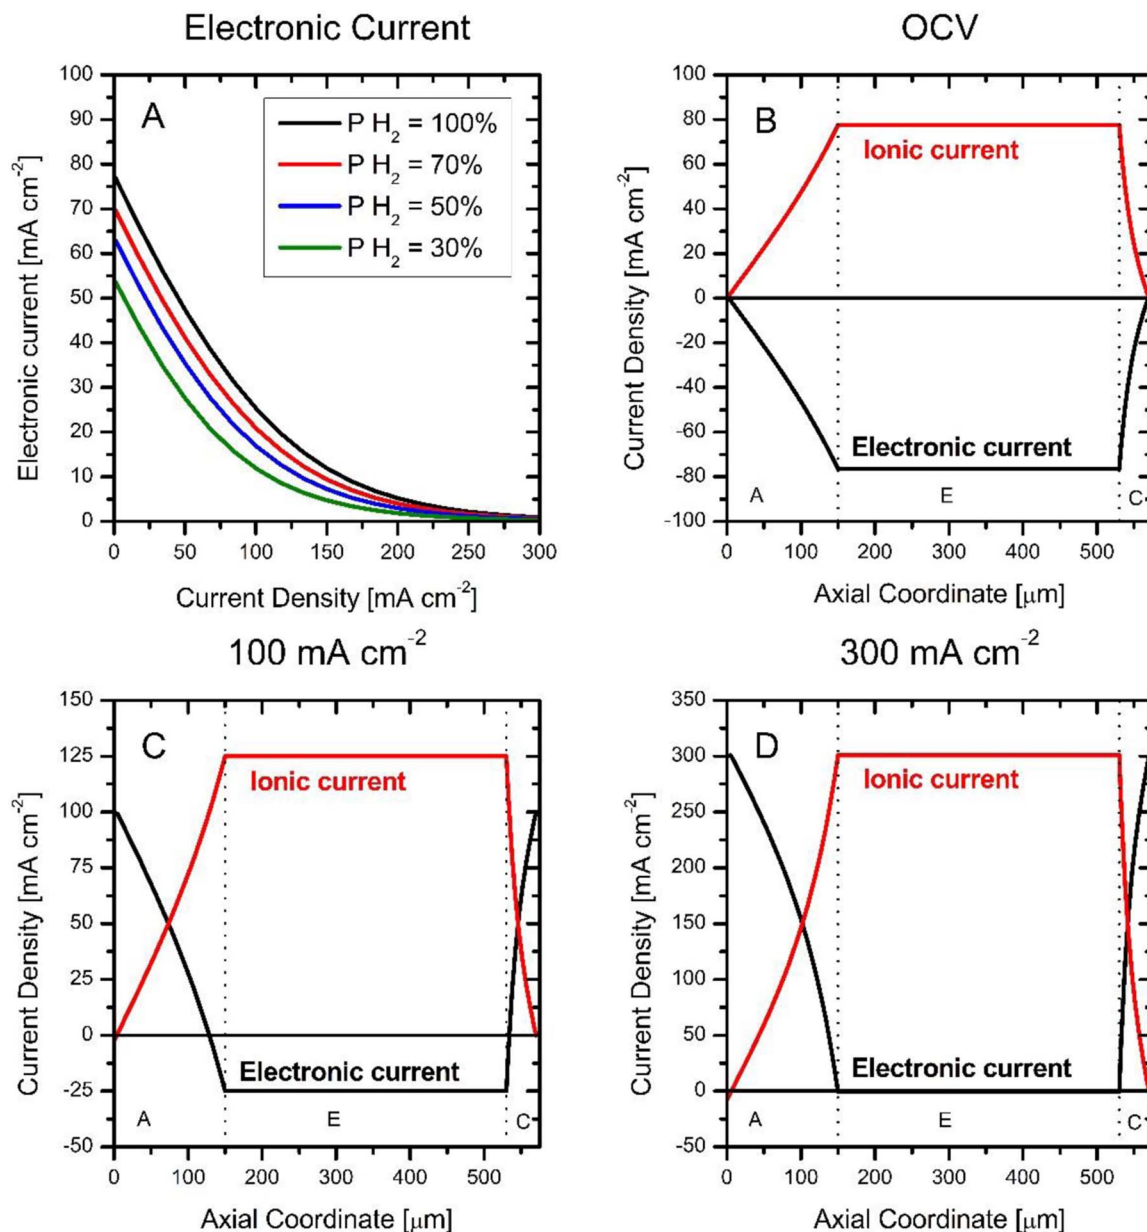 Electronic Current
A
P H₂ = 100%
P H₂ = 70%
P H₂ = 50%
P H₂ = 30%
100
90
80
70
60
50
40
30
20
10
0
Electronic current [mA cm⁻²]
0 50 100 150 200 250 300
Current Density [mA cm⁻²]
OCV
B
Ionic current
Electronic current
A E C
100
80
60
40
20
0
-20
-40
-60
-80
-100
Current Density [mA cm⁻²]
0 100 200 300 400 500
Axial Coordinate [μm]
100 mA cm⁻²
C
Ionic current
Electronic current
A E C
150
125
100
75
50
25
0
-25
-50
Current Density [mA cm⁻²]
0 100 200 300 400 500
Axial Coordinate [μm]
300 mA cm⁻²
D
Ionic current
Electronic current
A E C
350
300
250
200
150
100
50
0
-50
Current Density [mA cm⁻²]
0 100 200 300 400 500
Axial Coordinate [μm]